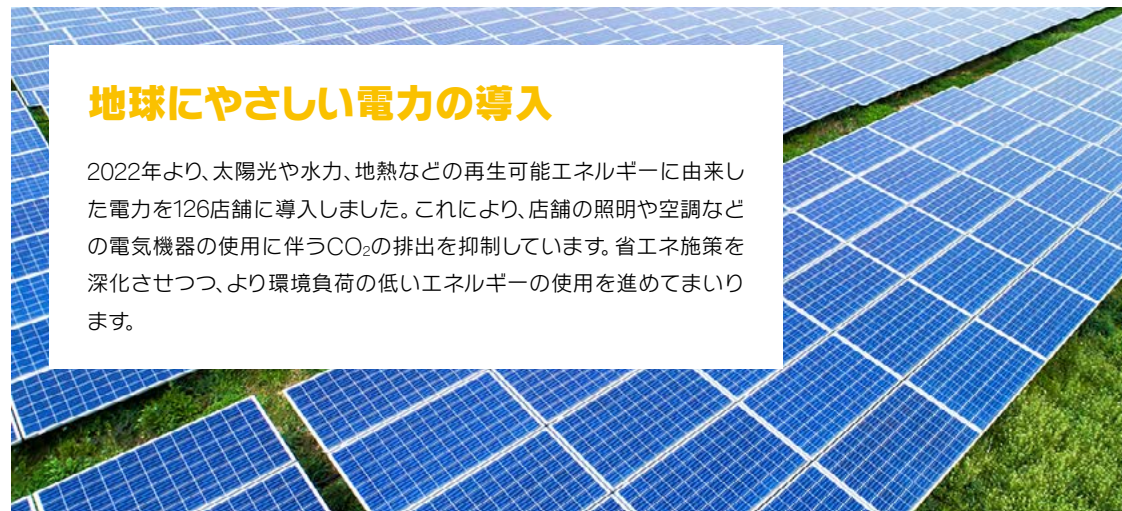 地球にやさしい電力の導入
2022年より、太陽光や水力、地熱などの再生可能エネルギーに由来し
た電力を126店舗に導入しました。これにより、店舗の照明や空調など
の電気機器の使用に伴うCO₂の排出を抑制しています。省エネ施策を
深化させつつ、より環境負荷の低いエネルギーの使用を進めてまいり
ます。